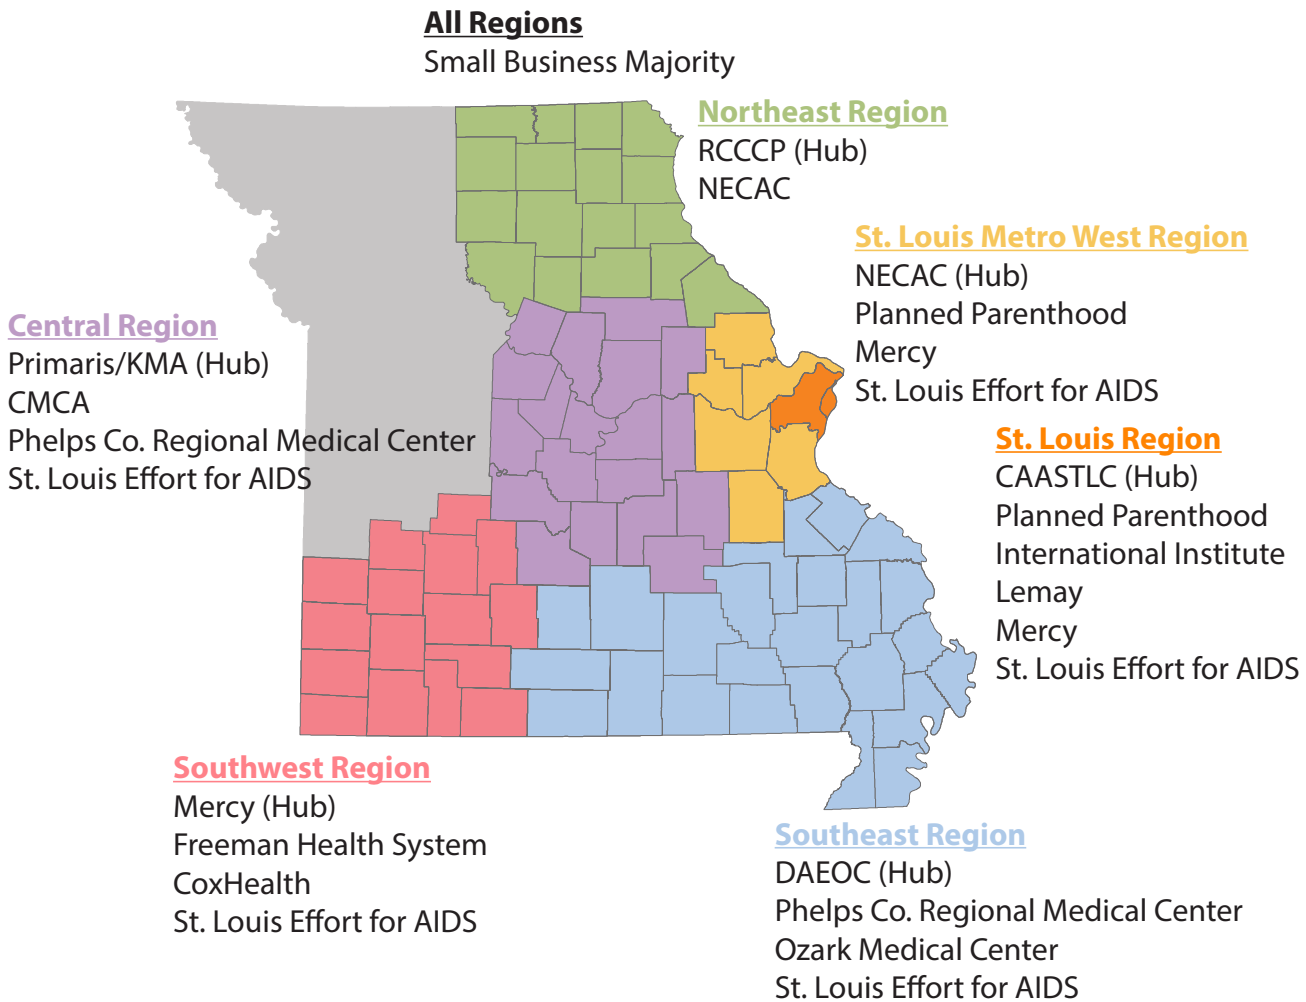 All Regions
Small Business Majority
Northeast Region
RCCCP (Hub)
NECAC
St. Louis Metro West Region
NECAC (Hub)
Planned Parenthood
Mercy
St. Louis Effort for AIDS
Central Region
Primaris/KMA (Hub)
CMCA
Phelps Co. Regional Medical Center
St. Louis Effort for AIDS
St. Louis Region
CAASTLC (Hub)
Planned Parenthood
International Institute
Lemay
Mercy
St. Louis Effort for AIDS
Southwest Region
Mercy (Hub)
Freeman Health System
CoxHealth
St. Louis Effort for AIDS
Southeast Region
DAEOC (Hub)
Phelps Co. Regional Medical Center
Ozark Medical Center
St. Louis Effort for AIDS